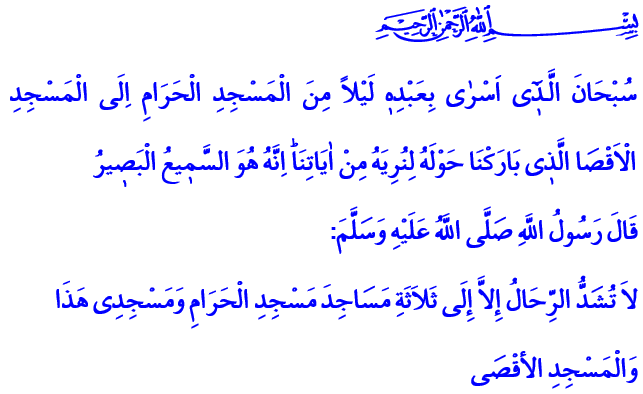 بِسْمِ اللهِ الرَّحْمٰنِ الرَّحِيمِ
سُبْحَانَ الَّذ۪ٓى اَسْرٰى بِعَبْدِه۪ لَيْلاً مِنَ الْمَسْجِدِ الْحَرَامِ اِلَى الْمَسْجِدِ
الْاَقْصَا الَّذ۪ى بَارَكْنَا حَوْلَهُ لِنُرِيَهُ مِنْ اٰيَاتِنَاۜ اِنَّهُ هُوَ السَّم۪يعُ الْبَص۪يرُ
قَالَ رَسُولُ اللَّهِ صَلَّى اللَّهُ عَلَيْهِ وَسَلَّمَ:
لاَ تُشَدُّ الرِّحَالُ إِلاَّ إِلَى ثَلاَثَةِ مَسَاجِدَ مَسْجِدِ الْحَرَامِ وَمَسْجِدِى هَذَا
وَالْمَسْجِدِ الأَقْصَى